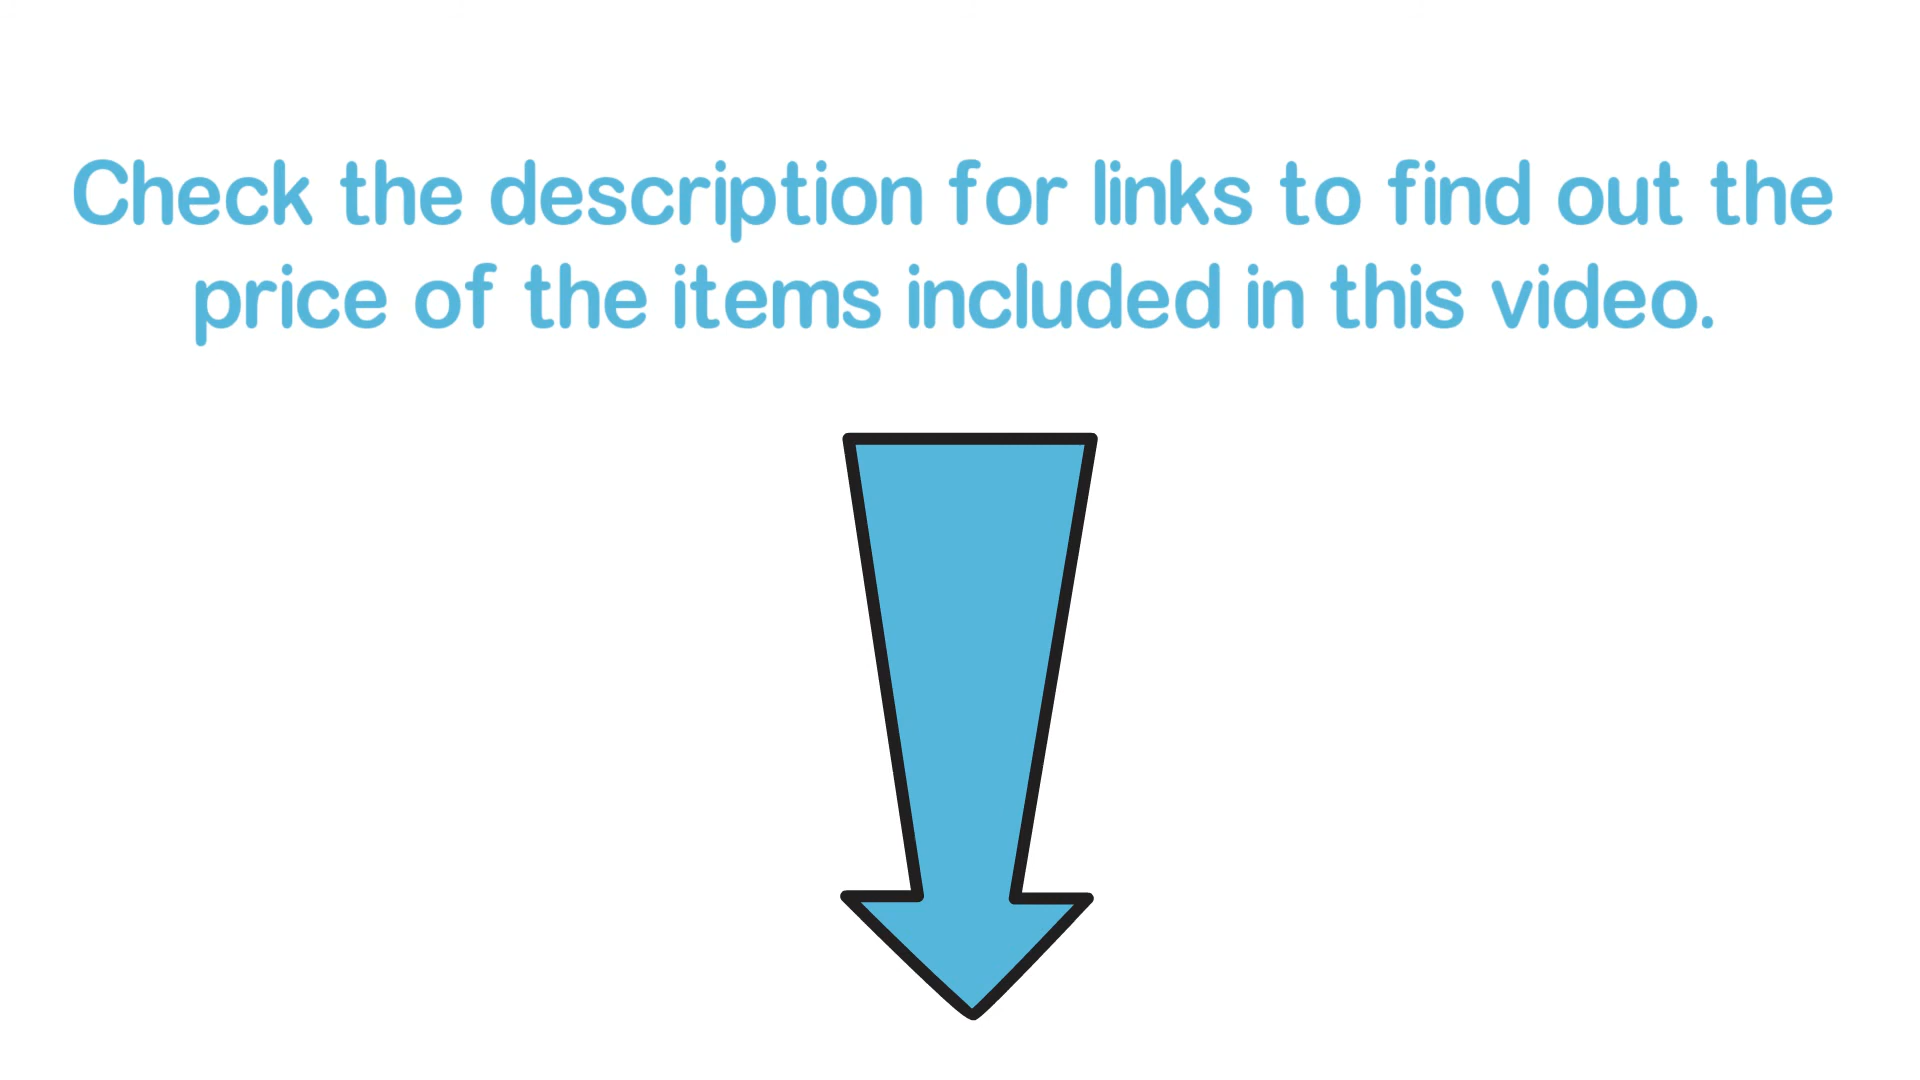 Check the description for links to find out the
price of the items included in this video.